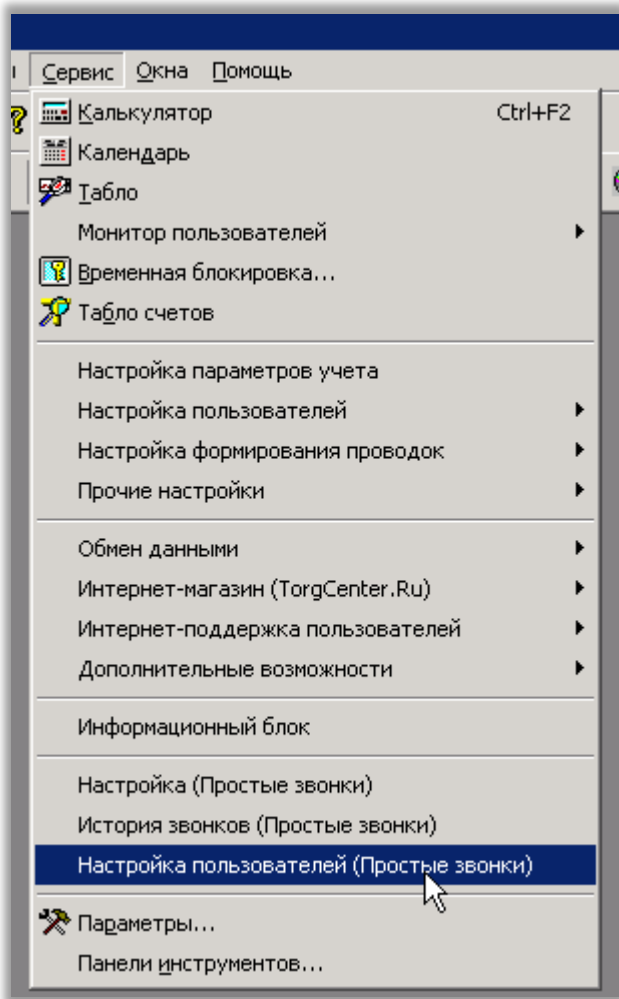 Сервис Окна Помощь
Калькулятор Ctrl+F2
Календарь
Табло
Монитор пользователей
Временная блокировка...
Табло счетов
Настройка параметров учета
Настройка пользователей
Настройка формирования проводок
Прочие настройки
Обмен данными
Интернет-магазин (TorgCenter.Ru)
Интернет-поддержка пользователей
Дополнительные возможности
Информационный блок
Настройка (Простые звонки)
История звонков (Простые звонки)
Настройка пользователей (Простые звонки)
Параметры...
Панели инструментов...